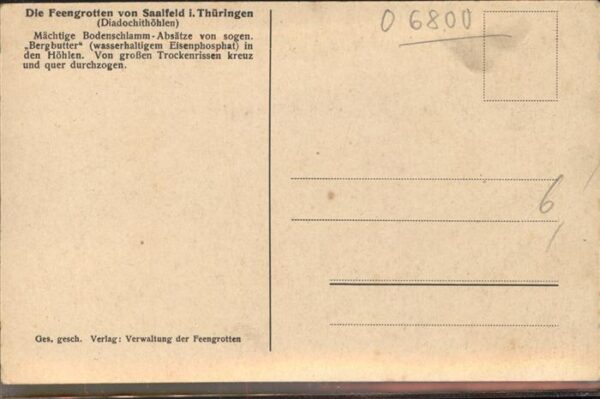 Die Feengrotten von Saalfeld i. Thüringen
(Diadochithöhlen)
Mächtige Bodenschlamm-Absätze von sogen.
„Bergbutter" (wasserhaltigem Eisenphosphat) in
den Höhlen. Von großen Trockenrissen kreuz
und quer durchzogen.
O 6800
6
Ges. gesch. Verlag: Verwaltung der Feengrotten